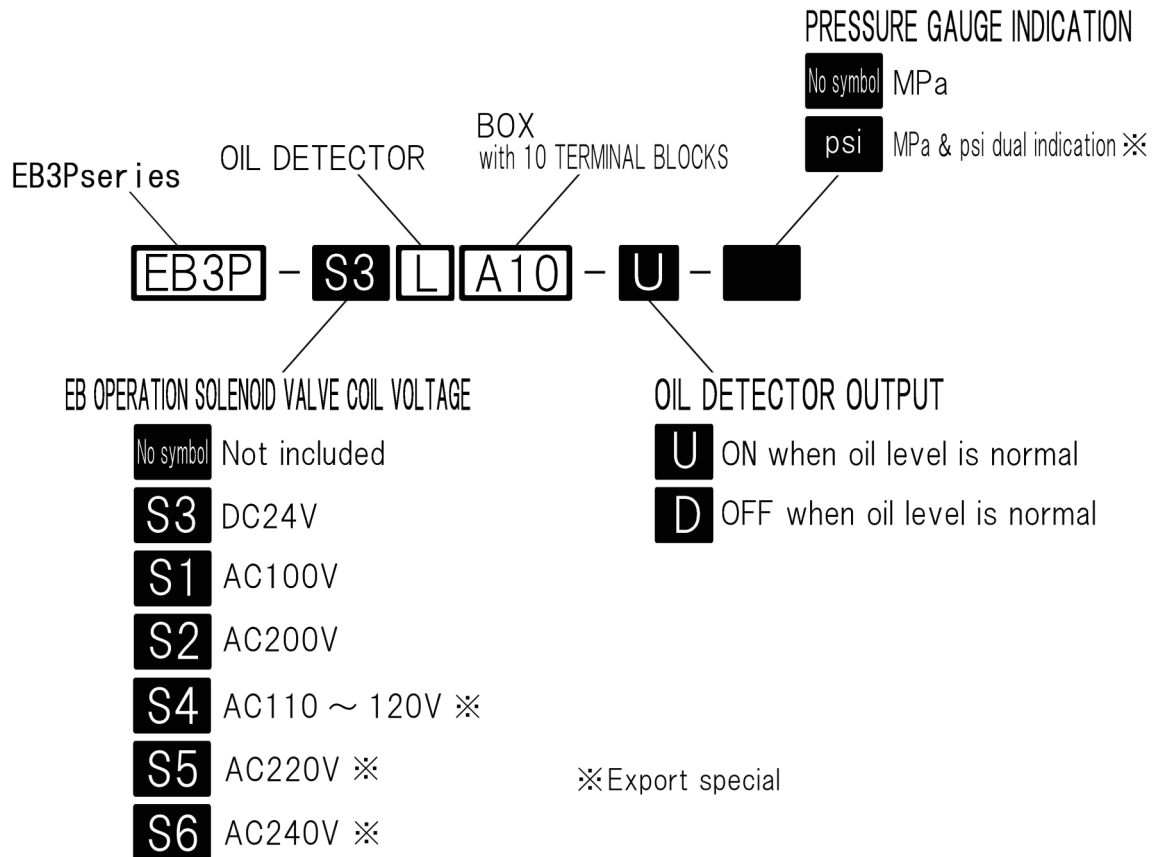 PRESSURE GAUGE INDICATION
No symbol MPa
psi MPa & psi dual indication ※
BOX
with 10 TERMINAL BLOCKS
OIL DETECTOR
EB3Pseries
EB3P - S3 L A10 - U -
EB OPERATION SOLENOID VALVE COIL VOLTAGE
No symbol Not included
S3 DC24V
S1 AC100V
S2 AC200V
S4 AC110 ~ 120V ※
S5 AC220V ※
S6 AC240V ※
OIL DETECTOR OUTPUT
U ON when oil level is normal
D OFF when oil level is normal
※Export special